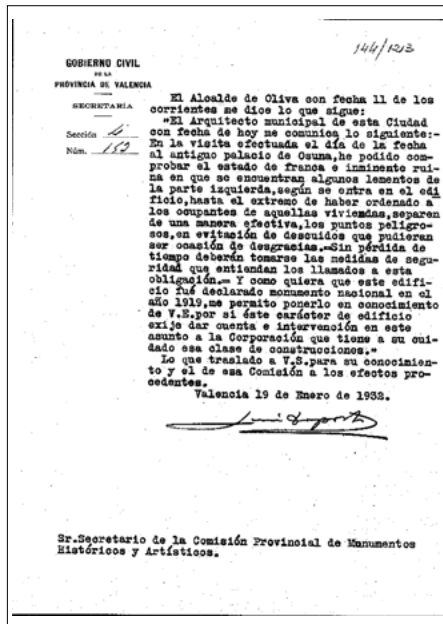 144/1213
GOBIERNO CIVIL
DE LA
PROVINCIA DE VALENCIA
SECRETARÍA
Sección 4
Núm. 152
El Alcalde de Oliva con fecha 11 de los
corrientes me dice lo que sigue:
"El Arquitecto municipal de esta Ciudad
con fecha de hoy me comunica lo siguiente:-
En la visita efectuada el día de la fecha
al antiguo palacio de Osuna,he podido com-
probar el estado de franca e inminente rui-
na en que se encuentran algunos lementos de
la parte izquierda,según se entra en el edi
ficio,hasta el extremo de haber ordenado a
los ocupantes de aquellas viviendas,separen
de una manera efectiva,los puntos peligro-
sos,en evitación de descuidos que pudieran
ser ocasión de desgracias.=Sin pérdida de
tiempo deberán tomarse las medidas de segu-
ridad que entiendan los llamados a esta
obligación.= Y como quiera que este edifi-
cio fué declarado monumento nacional en el
año 1919,me permito ponerlo en conocimiento
de V.E.por si éste carácter de edificio
exije dar cuenta e intervención en este
asunto a la Corporación que tiene a su cui-
dado esa clase de construcciones."
Lo que traslado a V.S.para su conocimien-
to y el de esa Comisión a los efectos pro-
cedentes.
Valencia 19 de Enero de 1932.
Sr.Secretario de la Comisión Provincial de Monumentos
Históricos y Artísticos.